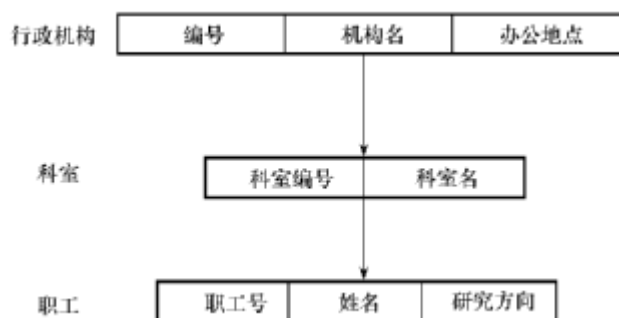 行政机构 编号 机构名 办公地点
科室 科室编号 科室名
职工 职工号 姓名 研究方向